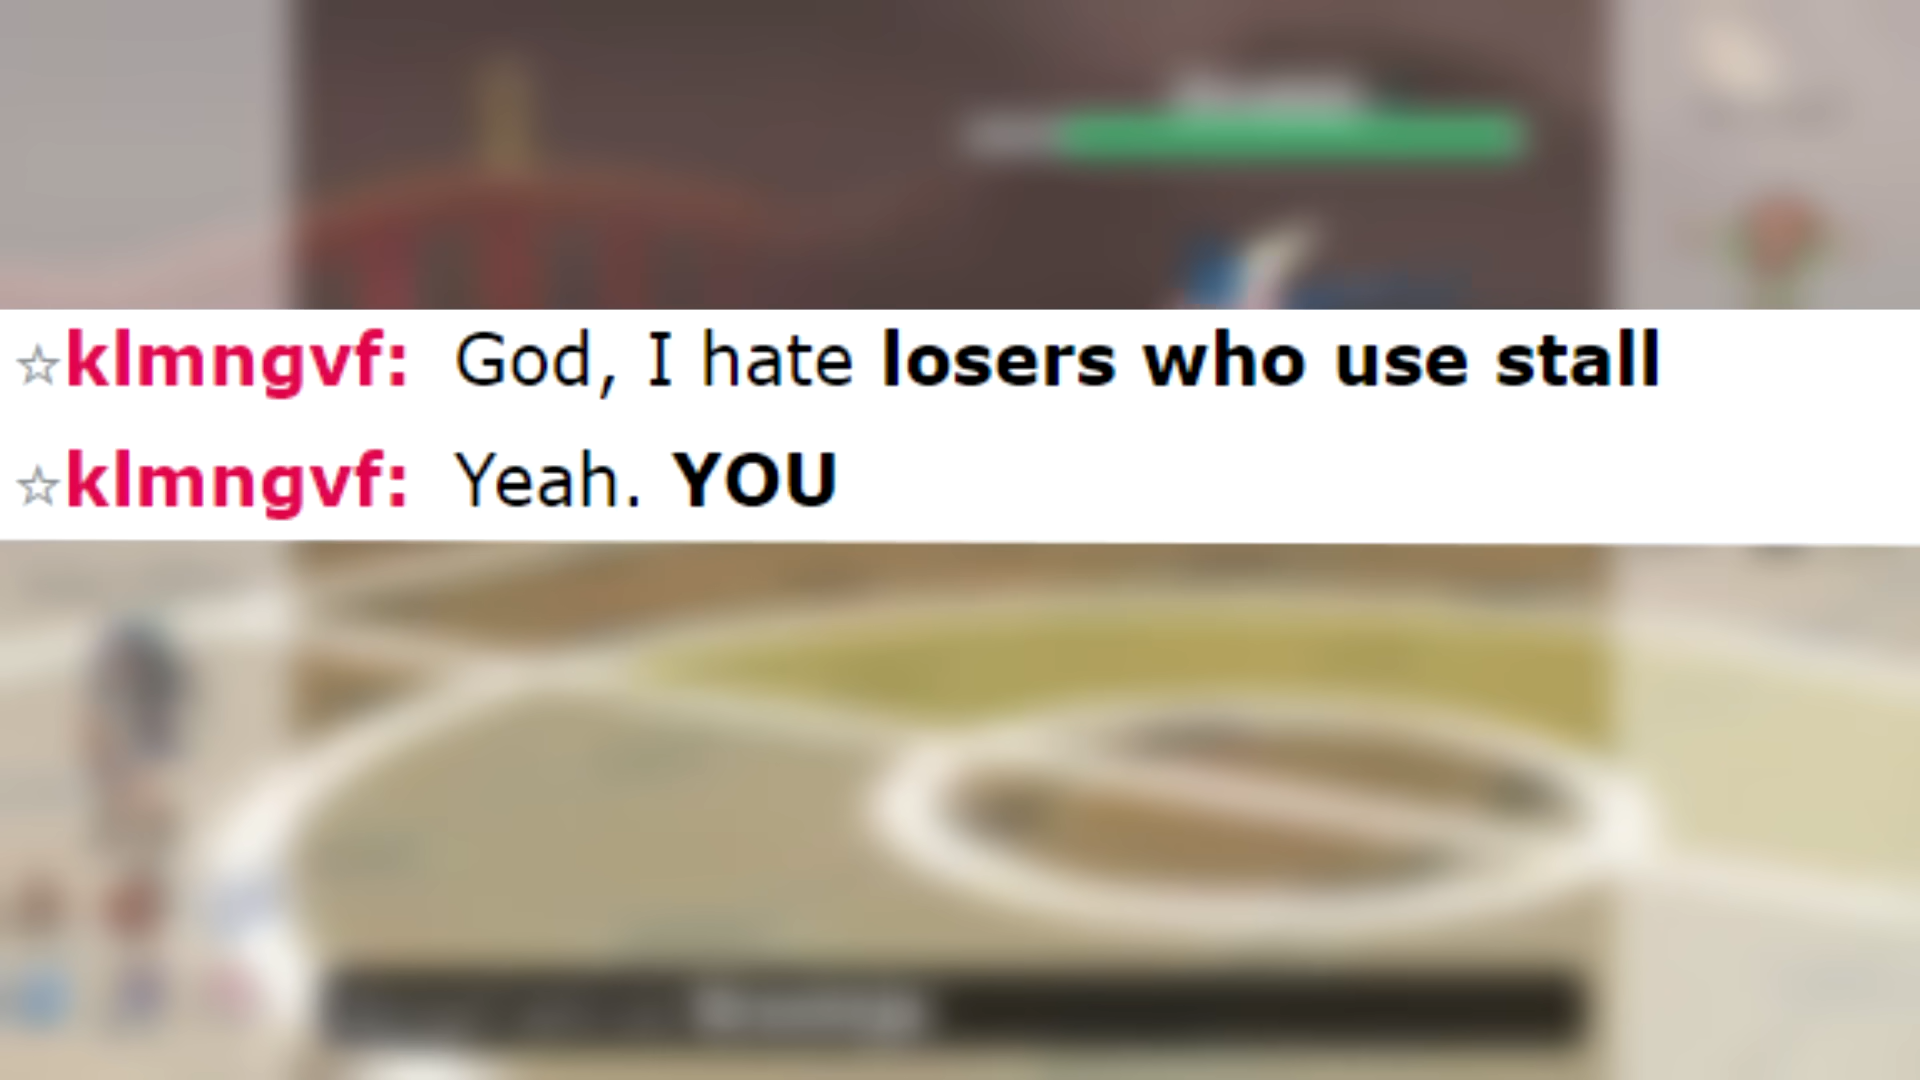 ☆klmngvf: God, I hate losers who use stall
☆klmngvf: Yeah. YOU